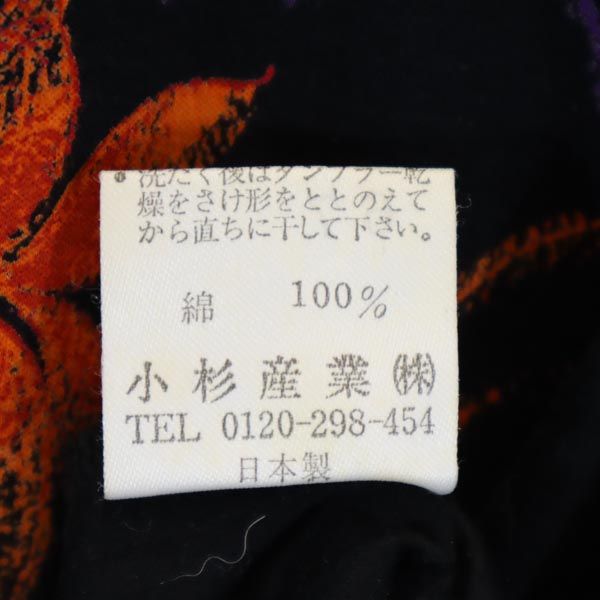 ・洗たく後はタンブラー乾
燥をさけ形をととのえて
から直ちに干して下さい。
綿 100%
小杉産業㈱
TEL 0120-298-454
日本製